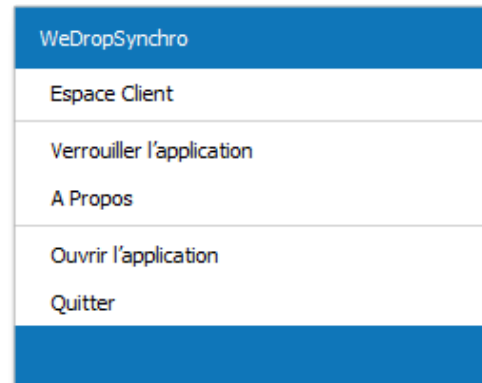 WeDropSynchro
Espace Client
Verrouiller l'application
A Propos
Ouvrir l'application
Quitter